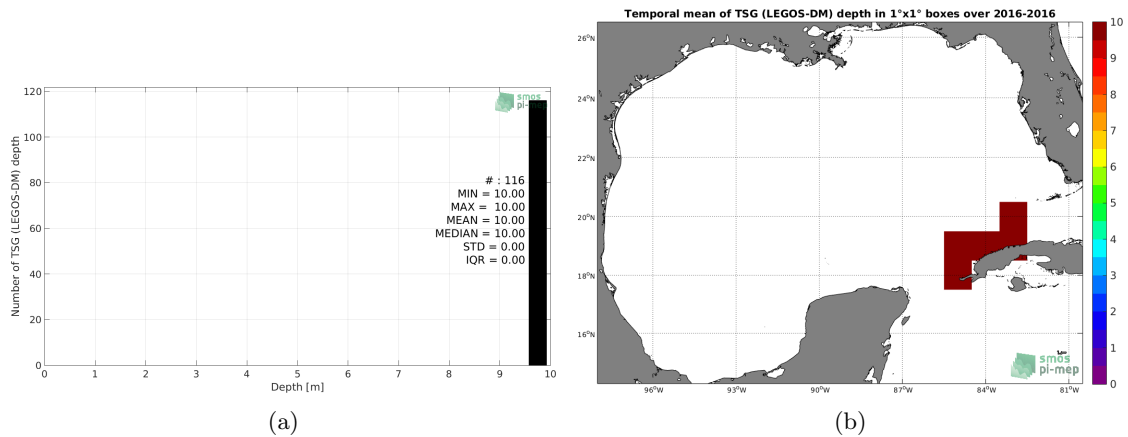 120
100
80
60
40
20
0
Number of TSG (LEGOS-DM) depth
smos
pi-mep
# : 116
MIN = 10.00
MAX = 10.00
MEAN = 10.00
MEDIAN = 10.00
STD = 0.00
IQR = 0.00
0 1 2 3 4 5 6 7 8 9 10
Depth [m]
(a)
Temporal mean of TSG (LEGOS-DM) depth in 1°x1° boxes over 2016-2016
26°N
24°N
22°N
20°N
18°N
16°N
96°W 93°W 90°W 87°W 84°W 81°W
smos
pi-mep
10
9
8
7
6
5
4
3
2
1
0
(b)